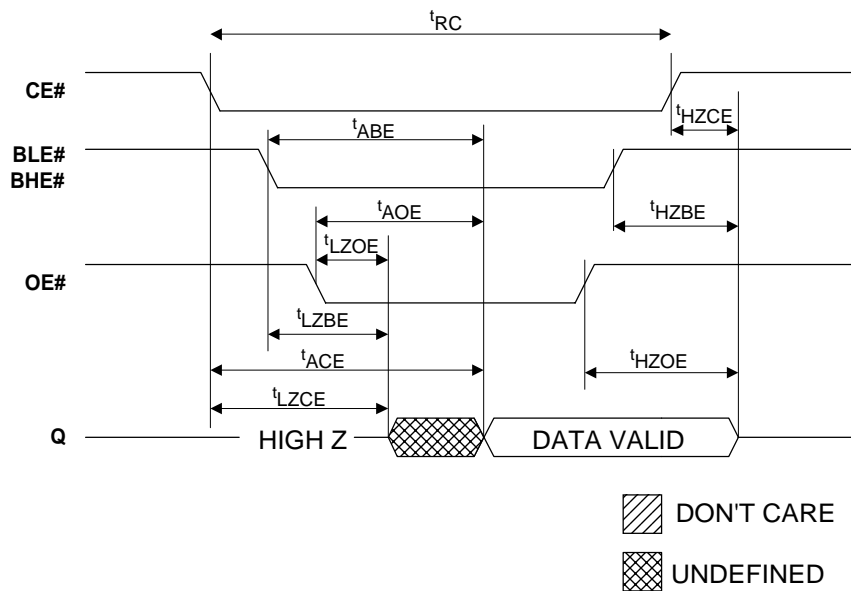 tRC
CE#
tHZCE
tABE
BLE#
BHE#
tAOE
tHZBE
tLZOE
OE#
tLZBE
tACE
tHZOE
tLZCE
Q
HIGH Z
DATA VALID
DON'T CARE
UNDEFINED